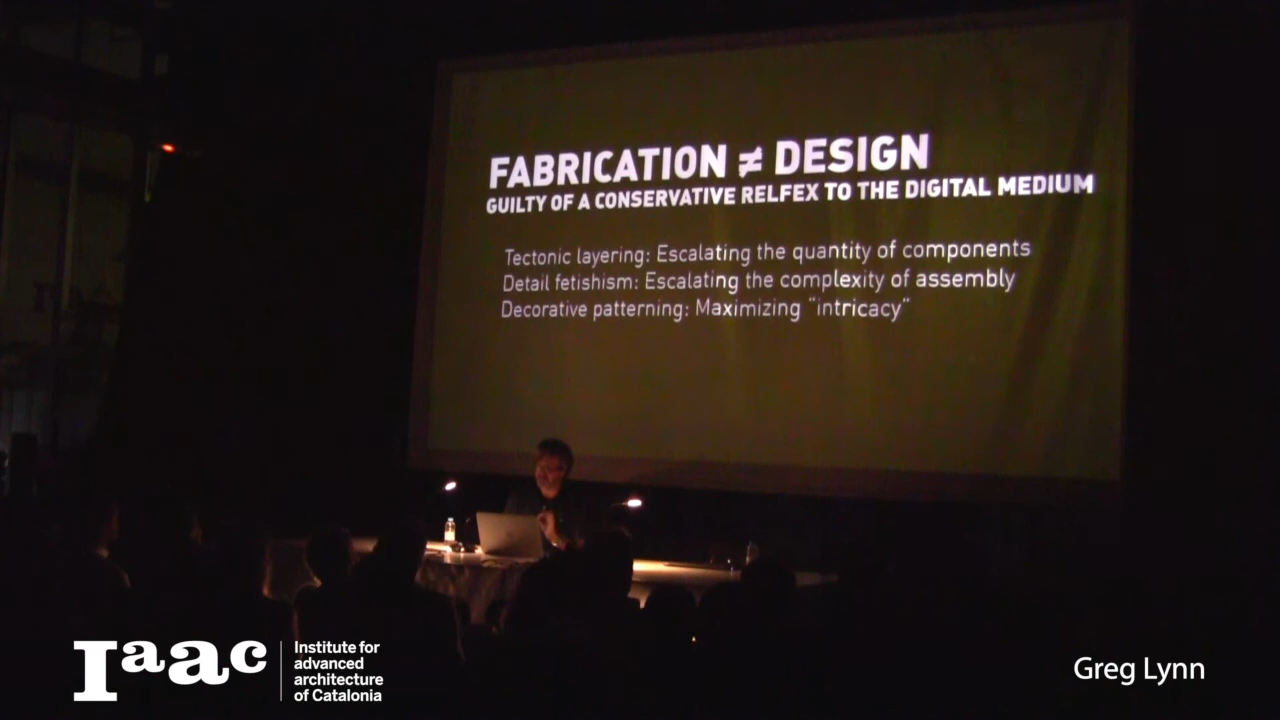 FABRICATION ≠ DESIGN
GUILTY OF A CONSERVATIVE RELFEX TO THE DIGITAL MEDIUM
Tectonic layering: Escalating the quantity of components
Detail fetishism: Escalating the complexity of assembly
Decorative patterning: Maximizing "intricacy"
Iaac
Institute for
advanced
architecture
of Catalonia
Greg Lynn